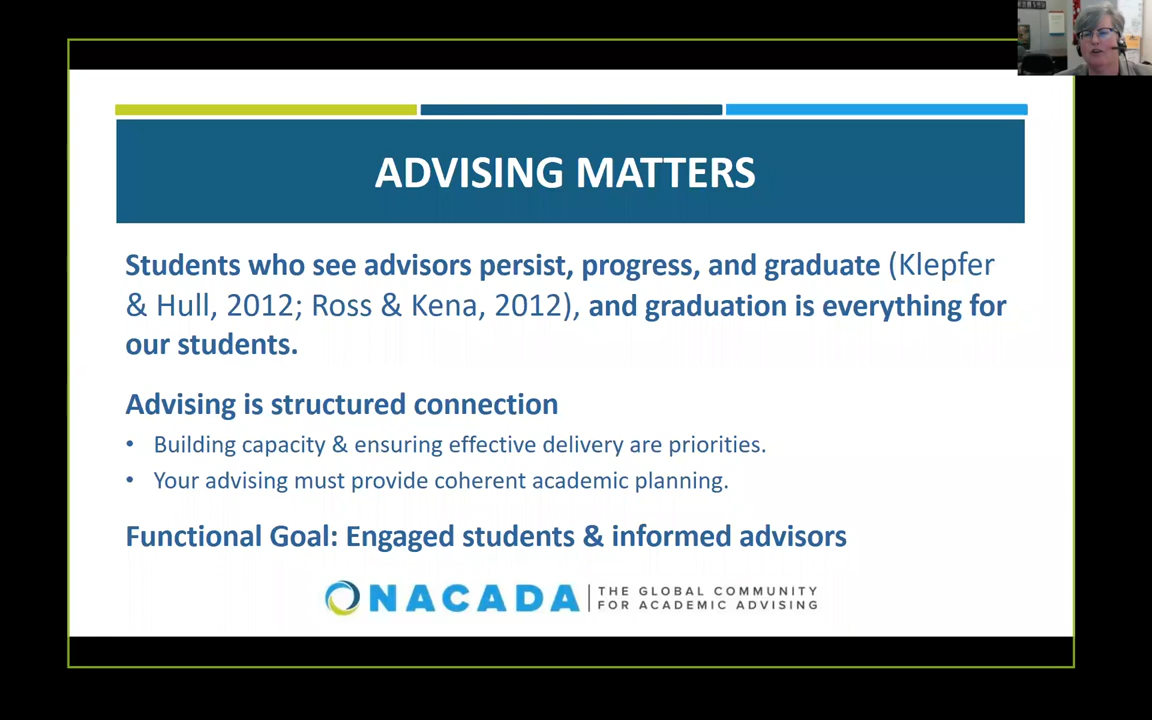 ADVISING MATTERS
Students who see advisors persist, progress, and graduate (Klepfer
& Hull, 2012; Ross & Kena, 2012), and graduation is everything for
our students.
Advising is structured connection
• Building capacity & ensuring effective delivery are priorities.
• Your advising must provide coherent academic planning.
Functional Goal: Engaged students & informed advisors
NACADA
THE GLOBAL COMMUNITY
FOR ACADEMIC ADVISING